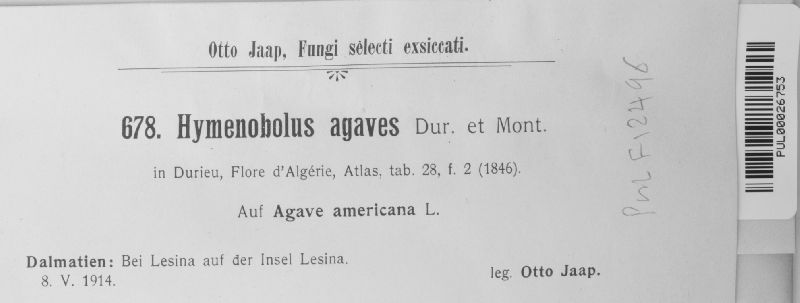 Otto Jaap, Fungi selecti exsiccati.
678. Hymenobolus agaves Dur. et Mont.
in Durieu, Flore d'Algérie, Atlas, tab. 28, f. 2 (1846).
Auf Agave americana L.
Dalmatien: Bei Lesina auf der Insel Lesina.
8. V. 1914.
leg. Otto Jaap.
PUL F12496
PUL00026753